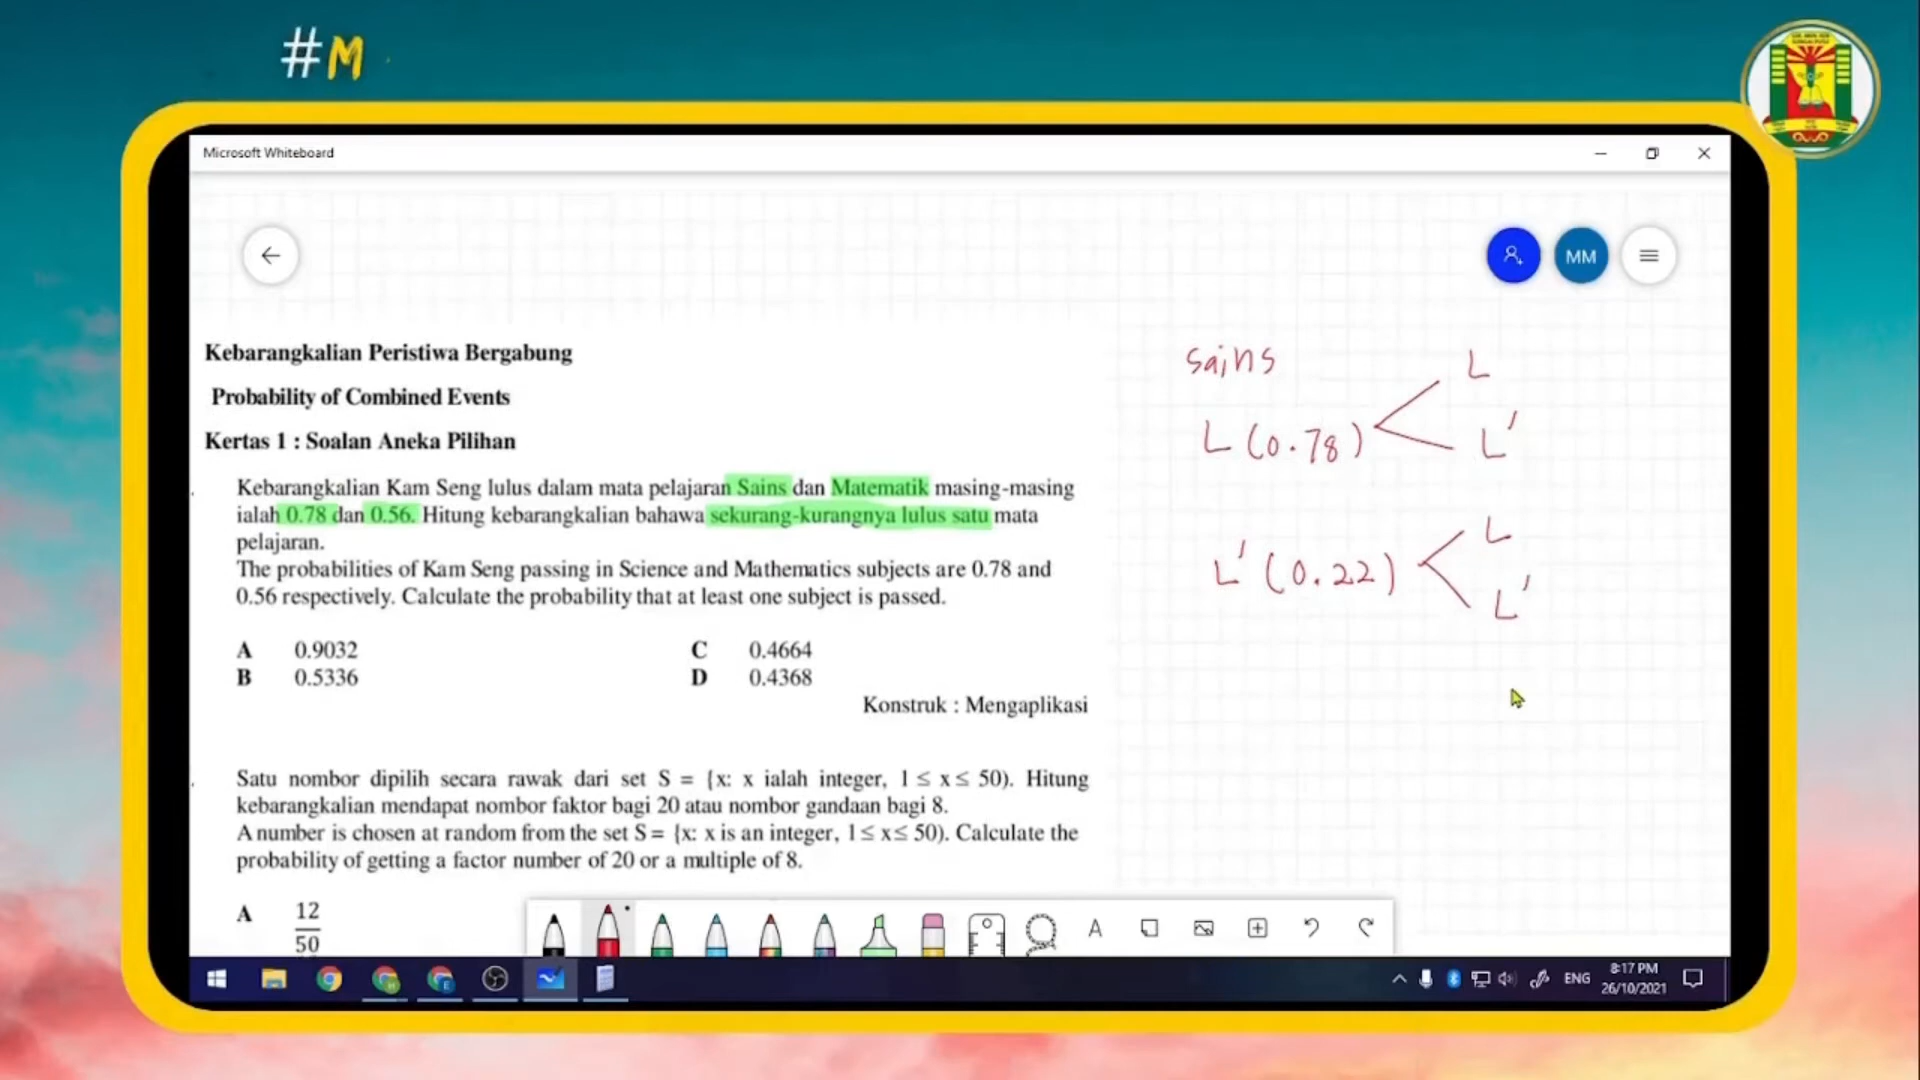 #M
Microsoft Whiteboard
MM
Kebarangkalian Peristiwa Bergabung
Probability of Combined Events
Kertas 1 : Soalan Aneka Pilihan
Kebarangkalian Kam Seng lulus dalam mata pelajaran Sains dan Matematik masing-masing
ialah 0.78 dan 0.56. Hitung kebarangkalian bahawa sekurang-kurangnya lulus satu mata
pelajaran.
The probabilities of Kam Seng passing in Science and Mathematics subjects are 0.78 and
0.56 respectively. Calculate the probability that at least one subject is passed.
A 0.9032 C 0.4664
B 0.5336 D 0.4368
Konstruk : Mengaplikasi
Satu nombor dipilih secara rawak dari set S = {x: x ialah integer, 1 ≤ x ≤ 50). Hitung
kebarangkalian mendapat nombor faktor bagi 20 atau nombor gandaan bagi 8.
A number is chosen at random from the set S = {x: x is an integer, 1 ≤ x ≤ 50). Calculate the
probability of getting a factor number of 20 or a multiple of 8.
A 12
50
sains
L
L (0.78)
L'
L
L' (0.22)
L'
A
ENG
8:17 PM
26/10/2021